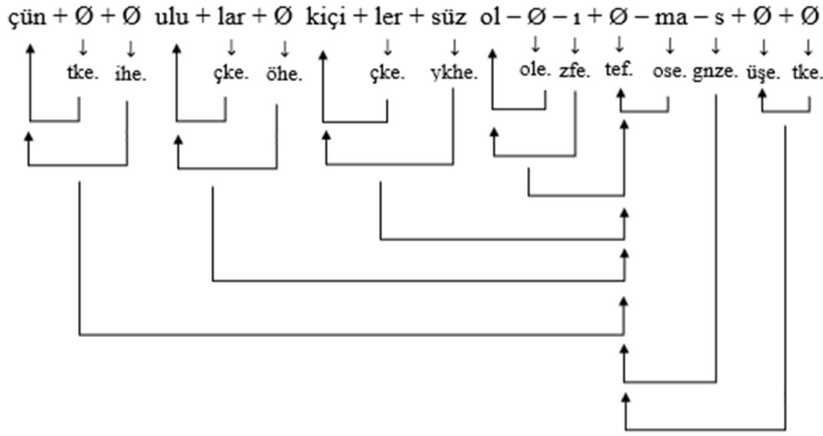 çün + Ø + Ø ulu + lar + Ø kiçi + ler + süz ol – Ø – ı + Ø – ma – s + Ø + Ø
↓ ↓ ↓ ↓ ↓ ↓ ↓ ↓ ↓ ↓ ↓ ↓ ↓
tke. ihe. çke. öhe. çke. ykhe. ole. zfe. tef. ose. gnze. üşe. tke.